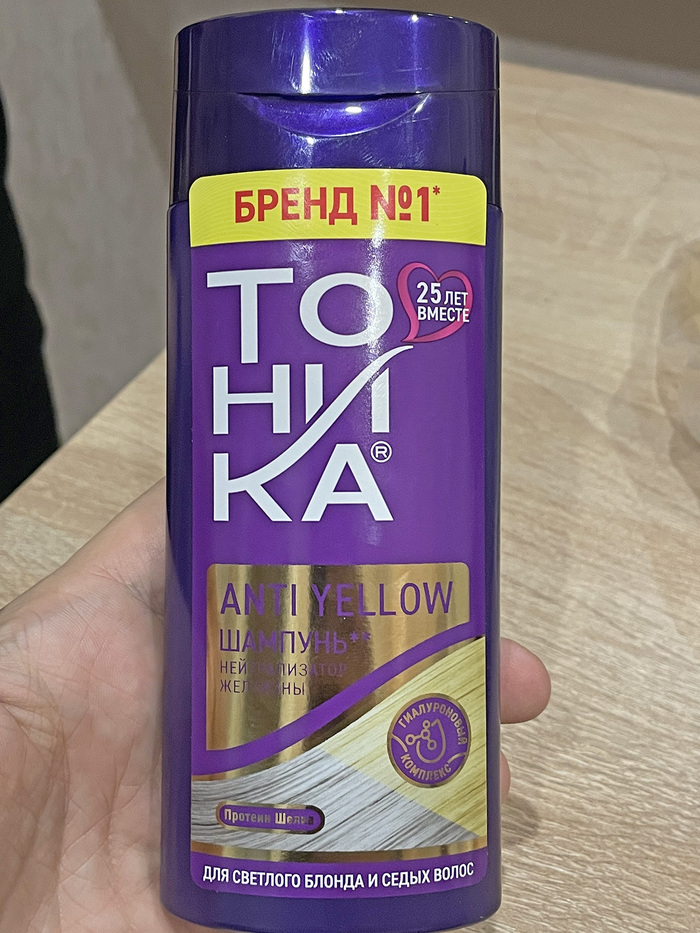 БРЕНД №1*
ТО
НИ
КА®
25 ЛЕТ
ВМЕСТЕ
ANTI YELLOW
ШАМПУНЬ**
НЕЙТРАЛИЗАТОР
ЖЕЛТИЗНЫ
ГИАЛУРОНОВЫЙ
КОМПЛЕКС
Протеин Шелка
ДЛЯ СВЕТЛОГО БЛОНДА И СЕДЫХ ВОЛОС